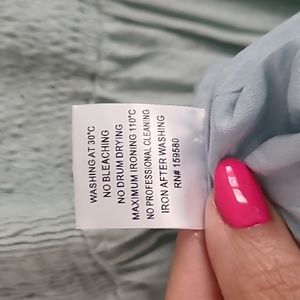 WASHING AT 30°C
NO BLEACHING
NO DRUM DRYING
MAXIMUM IRONING 110°C
NO PROFESSIONAL CLEANING
IRON AFTER WASHING
RN# 159580